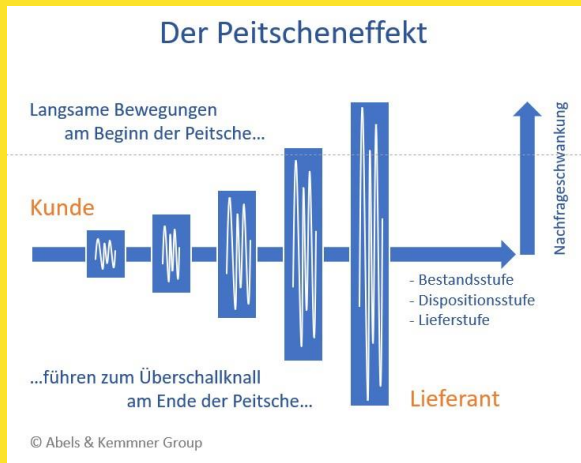 Der Peitscheneffekt
Langsame Bewegungen
am Beginn der Peitsche...
Kunde
Nachfrageschwankung
- Bestandsstufe
- Dispositionsstufe
- Lieferstufe
...führen zum Überschallknall
am Ende der Peitsche...
Lieferant
© Abels & Kemmner Group